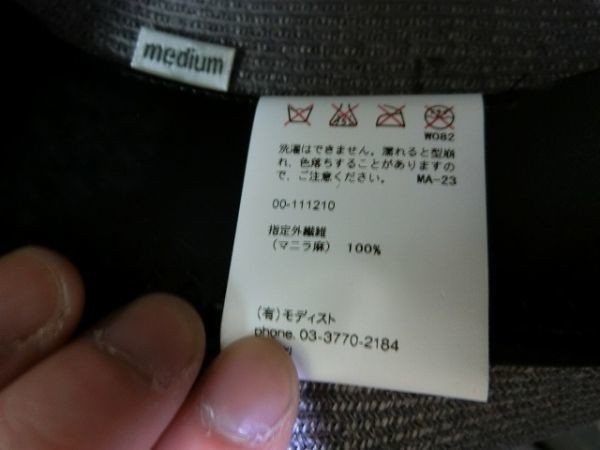 medium
W082
洗濯はできません。濡れると型崩
れ、色落ちすることがありますの
で、ご注意ください。 MA-23
00-111210
指定外繊維
（マニラ麻） 100%
（有）モディスト
phone. 03-3770-2184